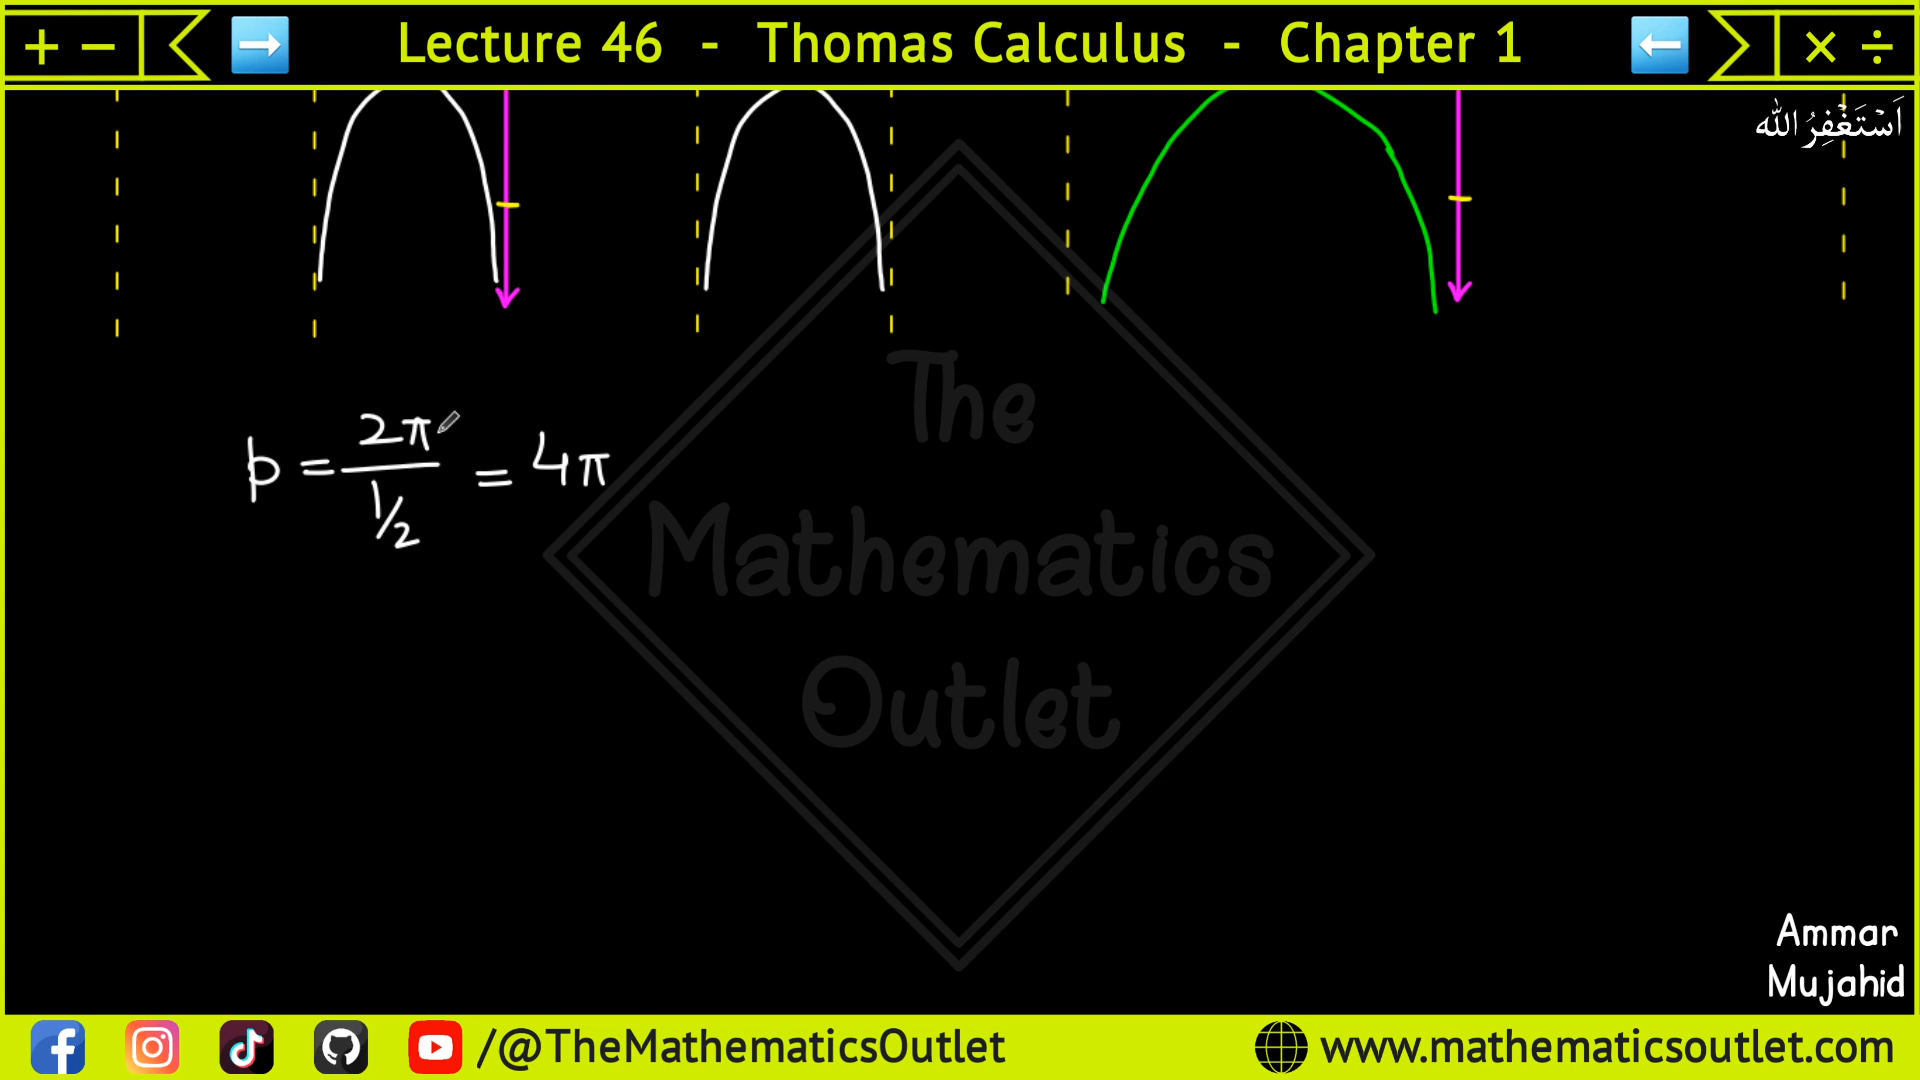 + − Lecture 46 - Thomas Calculus - Chapter 1 × ÷
اَسْتَغْفِرُ اللہ
p = 2π / 1/2 = 4π
The
Mathematics
Outlet
Ammar
Mujahid
/@TheMathematicsOutlet www.mathematicsoutlet.com